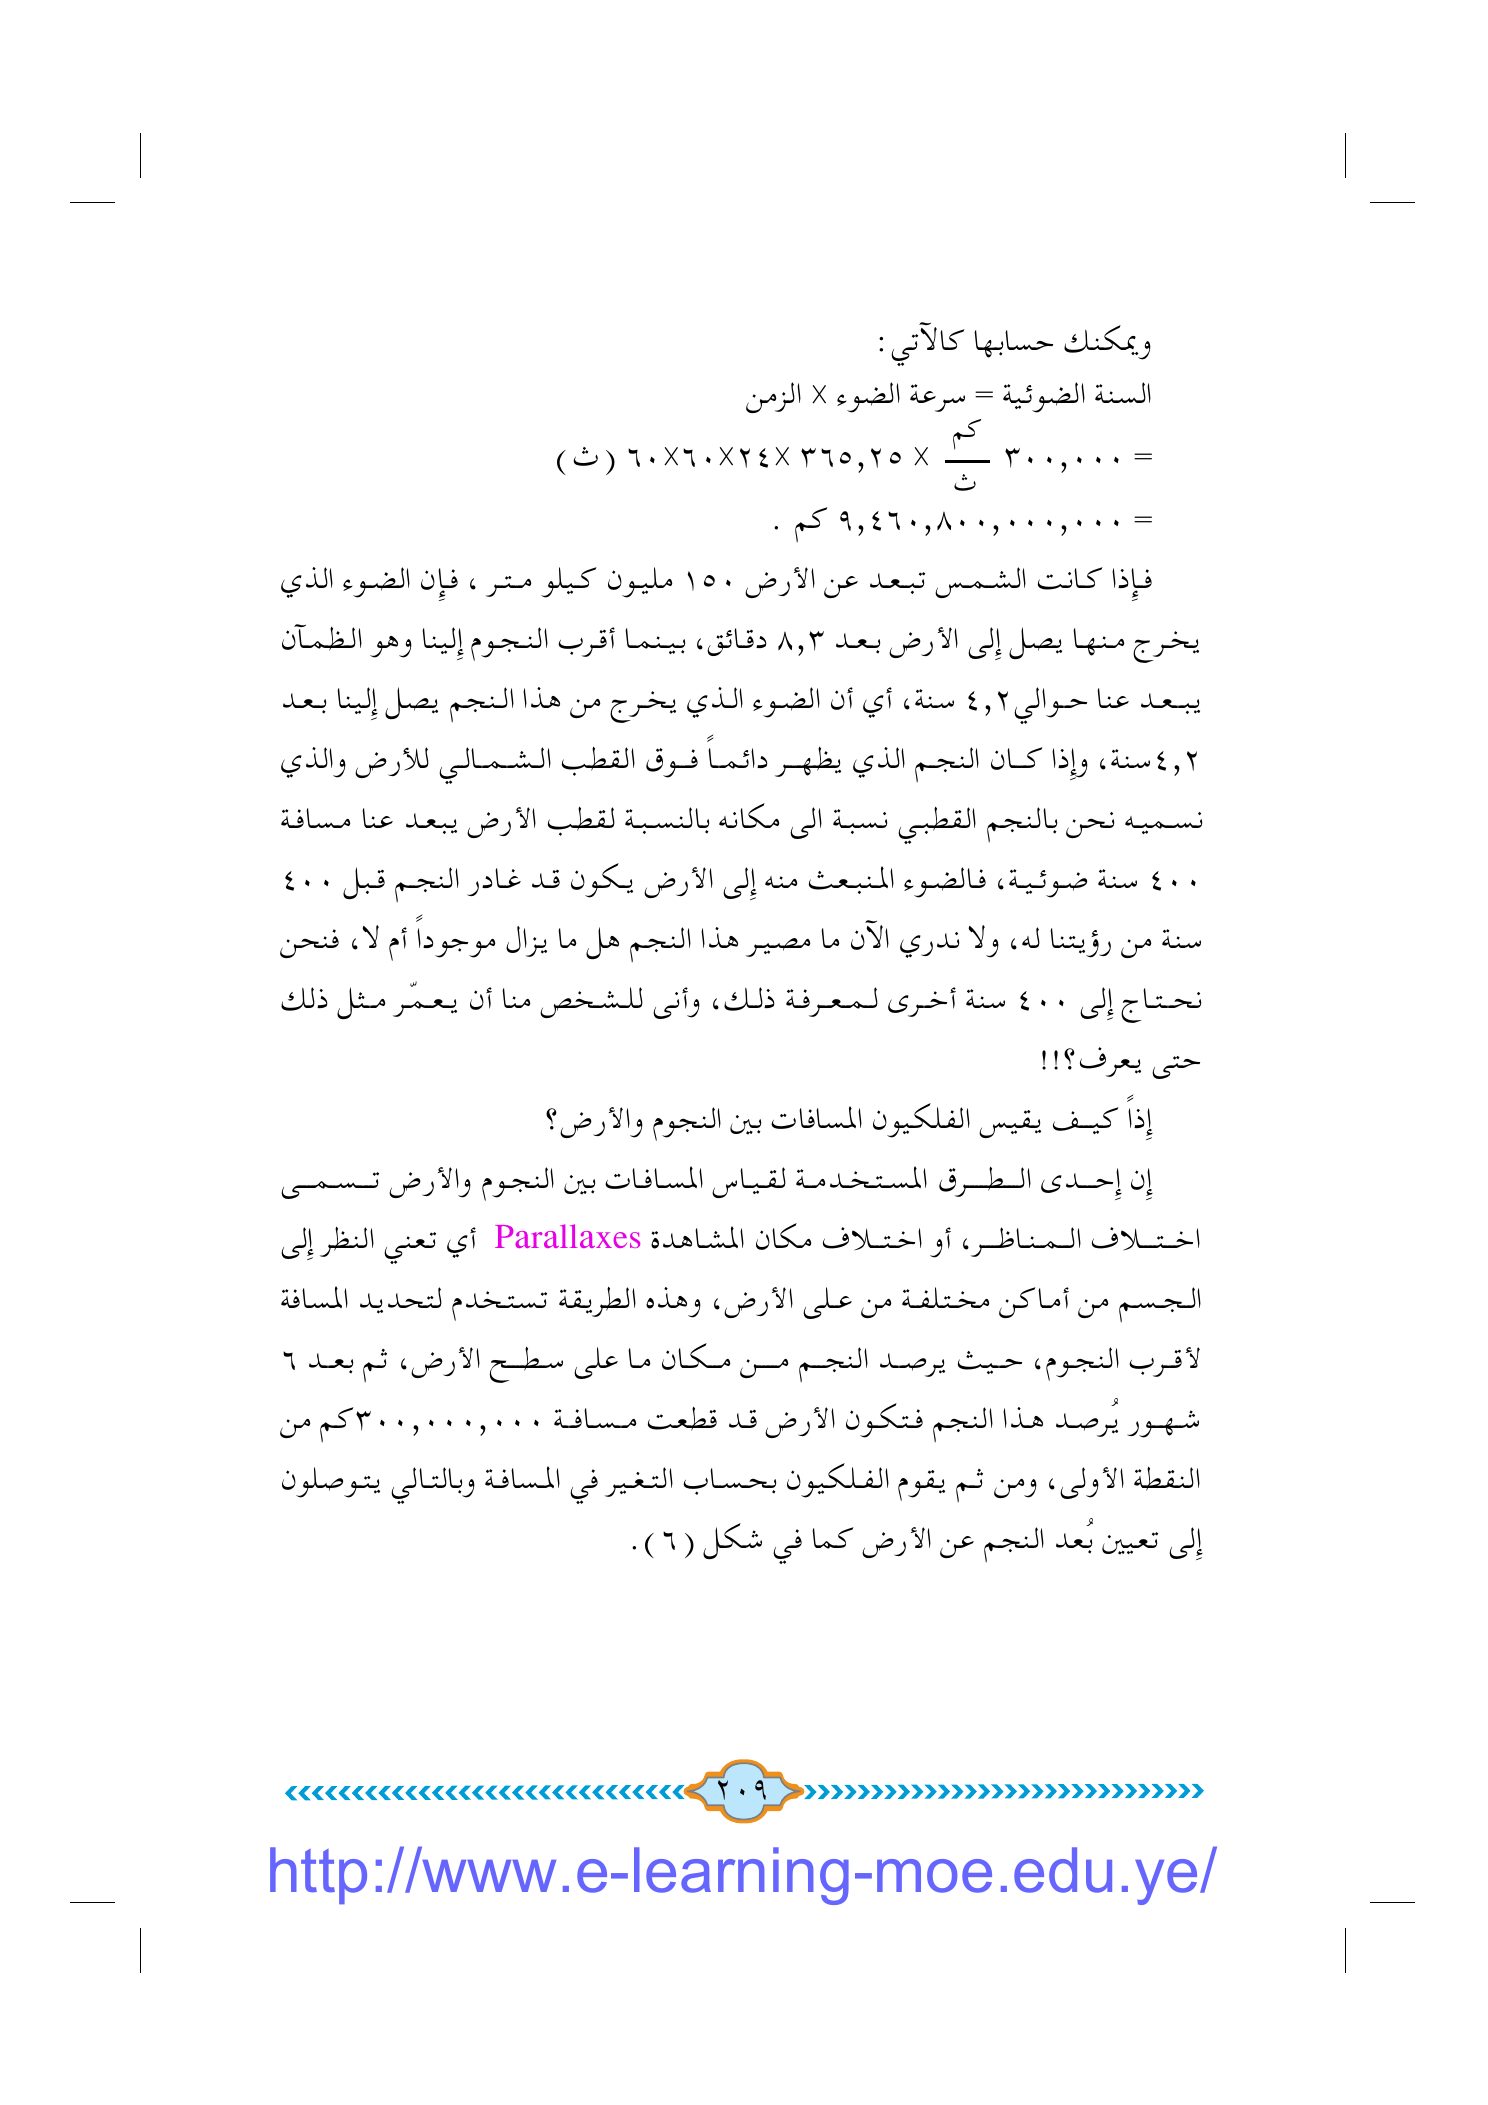 ويمكنك حسابها كالآتي:
السنة الضوئية = سرعة الضوء X الزمن
= ٣٠٠,٠٠٠ كم/ث X ٣٦٥,٢٥ X٢٤X٦٠X٦٠ (ث)
= ٩,٤٦٠,٨٠٠,٠٠٠,٠٠٠ كم .
فإذا كانت الشمس تبعد عن الأرض ١٥٠ مليون كيلو متر ، فإن الضوء الذي
يخرج منها يصل إلى الأرض بعد ٨,٣ دقائق، بينما أقرب النجوم إلينا وهو الظمآن
يبعد عنا حوالي٤,٢ سنة، أي أن الضوء الذي يخرج من هذا النجم يصل إلينا بعد
٤,٢سنة، وإذا كان النجم الذي يظهر دائماً فوق القطب الشمالي للأرض والذي
نسميه نحن بالنجم القطبي نسبة الى مكانه بالنسبة لقطب الأرض يبعد عنا مسافة
٤٠٠ سنة ضوئية، فالضوء المنبعث منه إلى الأرض يكون قد غادر النجم قبل ٤٠٠
سنة من رؤيتنا له، ولا ندري الآن ما مصير هذا النجم هل ما يزال موجوداً أم لا، فنحن
نحتاج إلى ٤٠٠ سنة أخرى لمعرفة ذلك، وأنى للشخص منا أن يعمّر مثل ذلك
حتى يعرف؟!!
إذاً كيف يقيس الفلكيون المسافات بين النجوم والأرض؟
إن إحدى الطرق المستخدمة لقياس المسافات بين النجوم والأرض تسمى
اختلاف المناظر، أو اختلاف مكان المشاهدة Parallaxes أي تعني النظر إلى
الجسم من أماكن مختلفة من على الأرض، وهذه الطريقة تستخدم لتحديد المسافة
لأقرب النجوم، حيث يرصد النجم من مكان ما على سطح الأرض، ثم بعد ٦
شهور يُرصد هذا النجم فتكون الأرض قد قطعت مسافة ٣٠٠,٠٠٠,٠٠٠كم من
النقطة الأولى، ومن ثم يقوم الفلكيون بحساب التغير في المسافة وبالتالي يتوصلون
إلى تعيين بُعد النجم عن الأرض كما في شكل (٦).
٢٠٩
http://www.e-learning-moe.edu.ye/